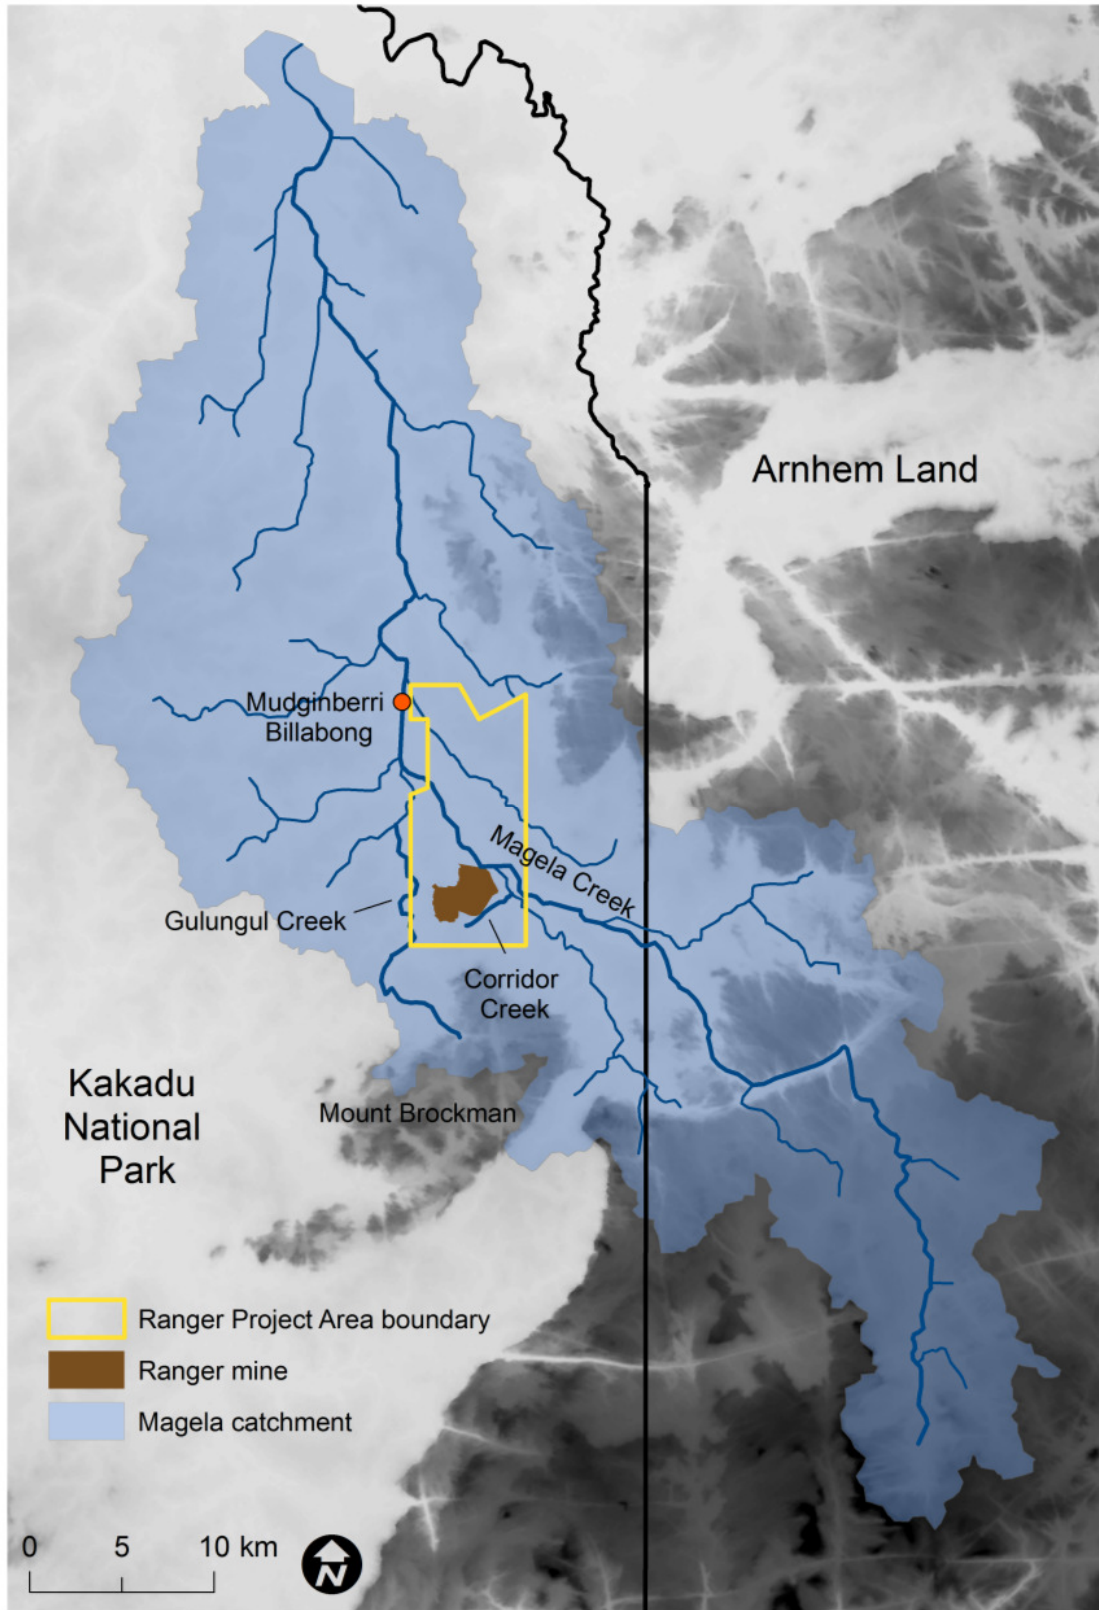 Arnhem Land
Mudginberri
Billabong
Magela Creek
Gulungul Creek
Corridor
Creek
Kakadu
National
Park
Mount Brockman
Ranger Project Area boundary
Ranger mine
Magela catchment
0 5 10 km
N